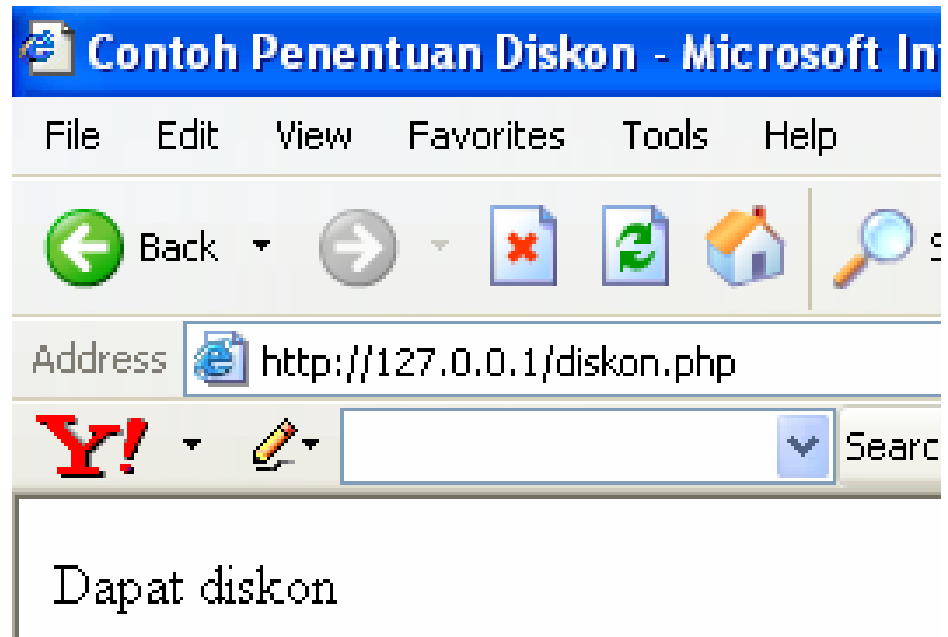 Contoh Penentuan Diskon - Microsoft In
File Edit View Favorites Tools Help
Back S
Address http://127.0.0.1/diskon.php
Y! Searc
Dapat diskon